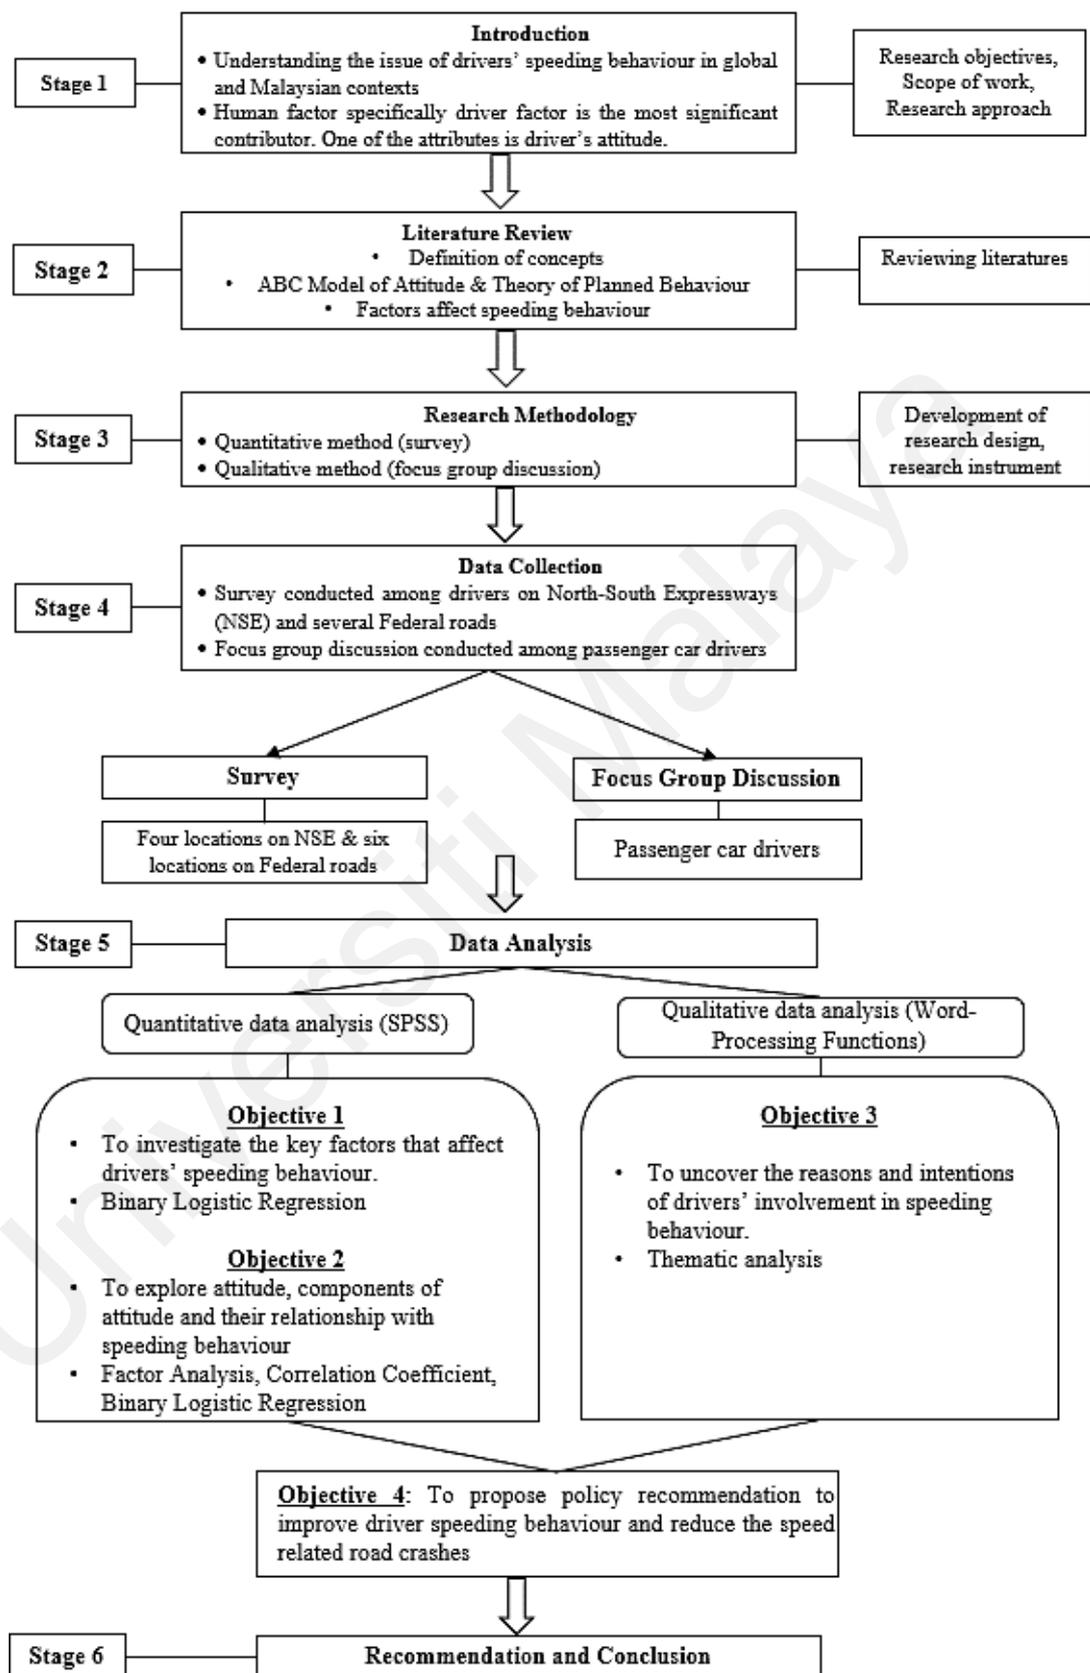 Introduction
Stage 1
• Understanding the issue of drivers' speeding behaviour in global
and Malaysian contexts
• Human factor specifically driver factor is the most significant
contributor. One of the attributes is driver's attitude.
Research objectives,
Scope of work,
Research approach
Literature Review
Stage 2
• Definition of concepts
• ABC Model of Attitude & Theory of Planned Behaviour
• Factors affect speeding behaviour
Reviewing literatures
Research Methodology
Stage 3
• Quantitative method (survey)
• Qualitative method (focus group discussion)
Development of
research design,
research instrument
Data Collection
Stage 4
• Survey conducted among drivers on North-South Expressways
(NSE) and several Federal roads
• Focus group discussion conducted among passenger car drivers
Survey
Four locations on NSE & six
locations on Federal roads
Focus Group Discussion
Passenger car drivers
Stage 5
Data Analysis
Quantitative data analysis (SPSS)
Qualitative data analysis (Word-
Processing Functions)
Objective 1
• To investigate the key factors that affect
drivers' speeding behaviour.
• Binary Logistic Regression
Objective 2
• To explore attitude, components of
attitude and their relationship with
speeding behaviour
• Factor Analysis, Correlation Coefficient,
Binary Logistic Regression
Objective 3
• To uncover the reasons and intentions
of drivers' involvement in speeding
behaviour.
• Thematic analysis
Objective 4: To propose policy recommendation to
improve driver speeding behaviour and reduce the speed
related road crashes
Stage 6
Recommendation and Conclusion
Universiti Malaya